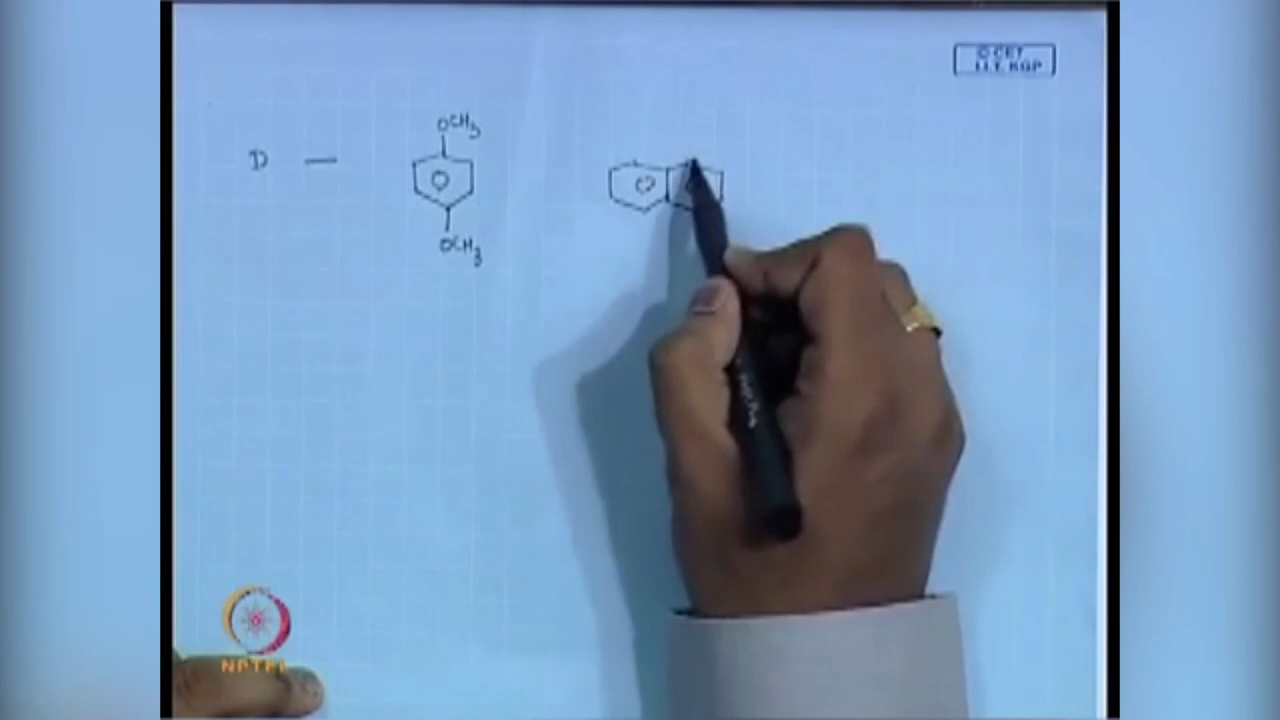 © CET
I.I.T. KGP
OCH3
D —
OCH3
NPTEL